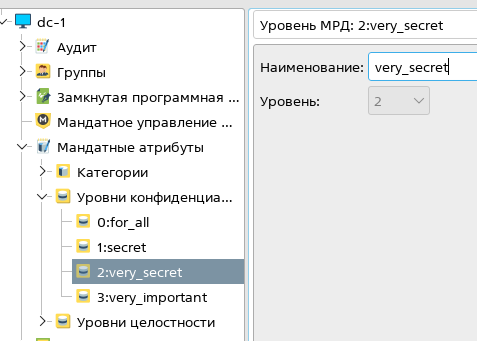 dc-1
Аудит
Группы
Замкнутая программная ...
Мандатное управление ...
Мандатные атрибуты
Категории
Уровни конфиденциа...
0:for_all
1:secret
2:very_secret
3:very_important
Уровни целостности
Уровень МРД: 2:very_secret
Наименование: very_secret
Уровень: 2